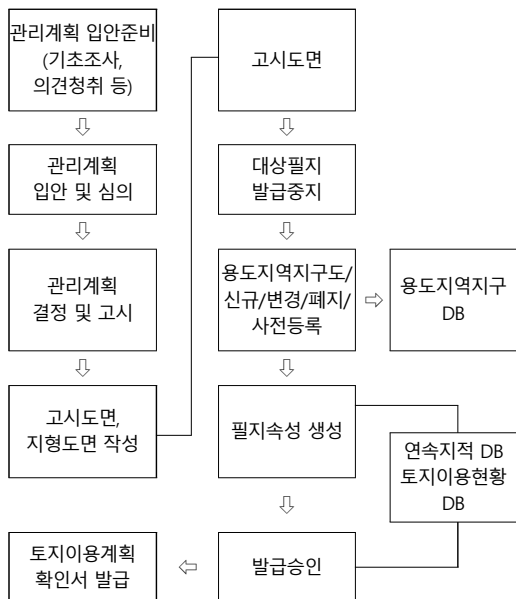 관리계획 입안준비
(기초조사,
의견청취 등)
관리계획
입안 및 심의
관리계획
결정 및 고시
고시도면,
지형도면 작성
고시도면
대상필지
발급중지
용도지역지구도/
신규/변경/폐지/
사전등록
용도지역지구
DB
필지속성 생성
연속지적 DB
토지이용현황
DB
발급승인
토지이용계획
확인서 발급